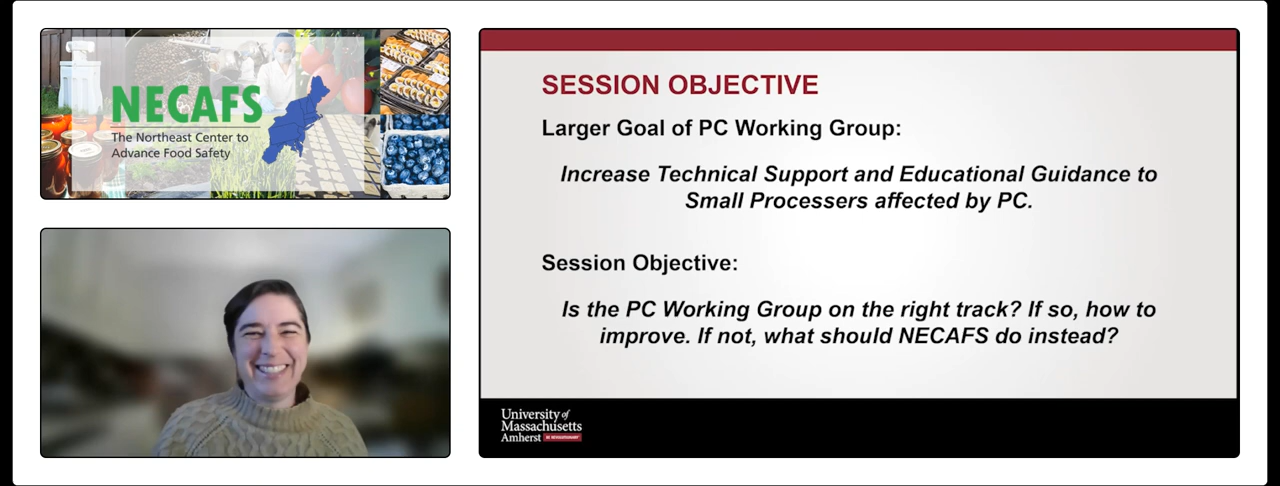 NECAFS
The Northeast Center to
Advance Food Safety
SESSION OBJECTIVE
Larger Goal of PC Working Group:
Increase Technical Support and Educational Guidance to
Small Processers affected by PC.
Session Objective:
Is the PC Working Group on the right track? If so, how to
improve. If not, what should NECAFS do instead?
University of
Massachusetts
Amherst